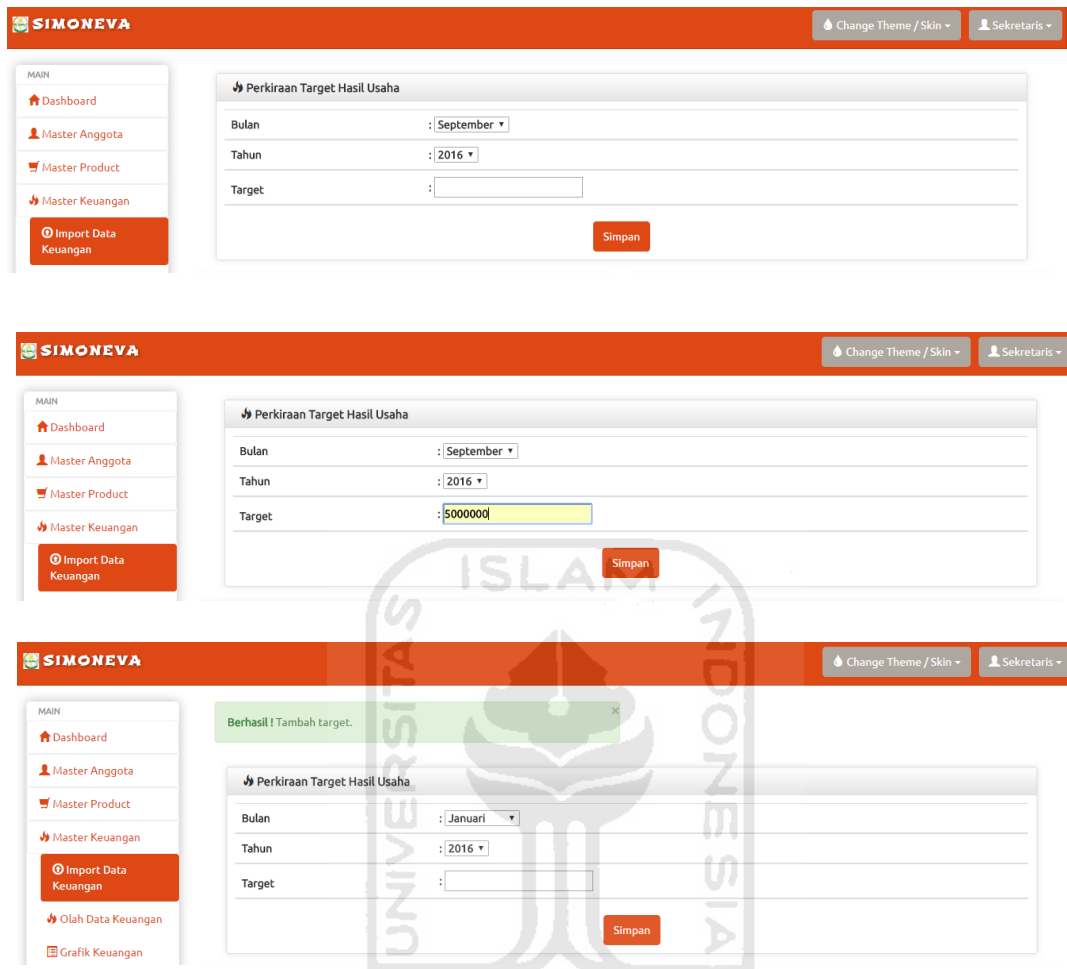 SIMONEVA
Change Theme / Skin
Sekretaris
MAIN
Dashboard
Master Anggota
Master Product
Master Keuangan
Import Data
Keuangan
Perkiraan Target Hasil Usaha
Bulan : September
Tahun : 2016
Target :
Simpan
SIMONEVA
Change Theme / Skin
Sekretaris
MAIN
Dashboard
Master Anggota
Master Product
Master Keuangan
Import Data
Keuangan
Perkiraan Target Hasil Usaha
Bulan : September
Tahun : 2016
Target : 5000000
Simpan
SIMONEVA
Change Theme / Skin
Sekretaris
MAIN
Dashboard
Master Anggota
Master Product
Master Keuangan
Import Data
Keuangan
Olah Data Keuangan
Grafik Keuangan
Berhasil ! Tambah target. ×
Perkiraan Target Hasil Usaha
Bulan : Januari
Tahun : 2016
Target :
Simpan
UNIVERSITAS ISLAM INDONESIA